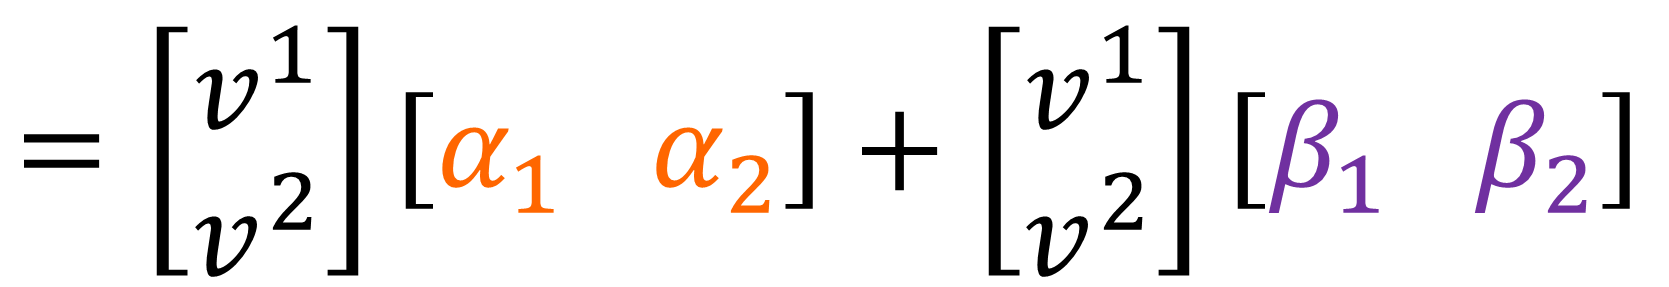 = [v¹ v²] [α₁ α₂] + [v¹ v²] [β₁ β₂]